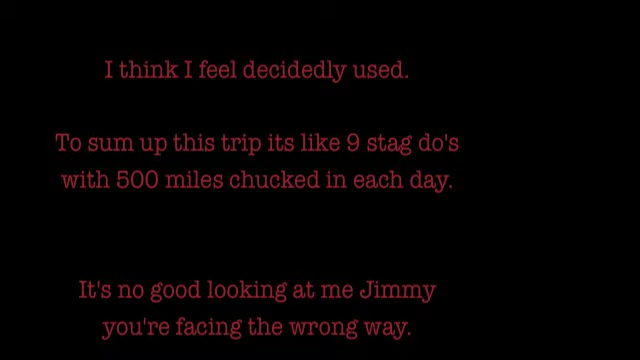 I think I feel decidedly used.
To sum up this trip its like 9 stag do's
with 500 miles chucked in each day.
It's no good looking at me Jimmy
you're facing the wrong way.